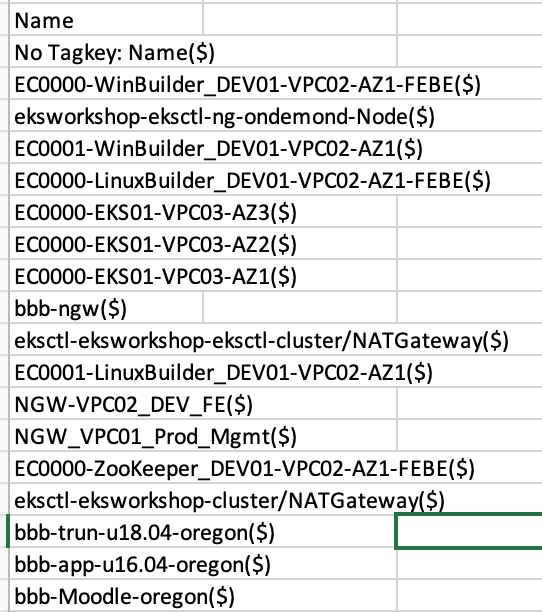 Name
No Tagkey: Name($)
EC0000-WinBuilder_DEV01-VPC02-AZ1-FEBE($)
eksworkshop-eksctl-ng-ondemond-Node($)
EC0001-WinBuilder_DEV01-VPC02-AZ1($)
EC0000-LinuxBuilder_DEV01-VPC02-AZ1-FEBE($)
EC0000-EKS01-VPC03-AZ3($)
EC0000-EKS01-VPC03-AZ2($)
EC0000-EKS01-VPC03-AZ1($)
bbb-ngw($)
eksctl-eksworkshop-eksctl-cluster/NATGateway($)
EC0001-LinuxBuilder_DEV01-VPC02-AZ1($)
NGW-VPC02_DEV_FE($)
NGW_VPC01_Prod_Mgmt($)
EC0000-ZooKeeper_DEV01-VPC02-AZ1-FEBE($)
eksctl-eksworkshop-cluster/NATGateway($)
bbb-trun-u18.04-oregon($)
bbb-app-u16.04-oregon($)
bbb-Moodle-oregon($)